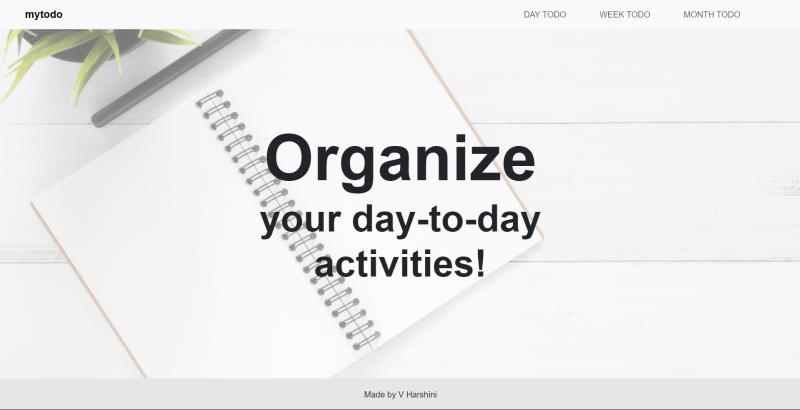 mytodo
DAY TODO
WEEK TODO
MONTH TODO
Organize
your day-to-day
activities!
Made by V Harshini